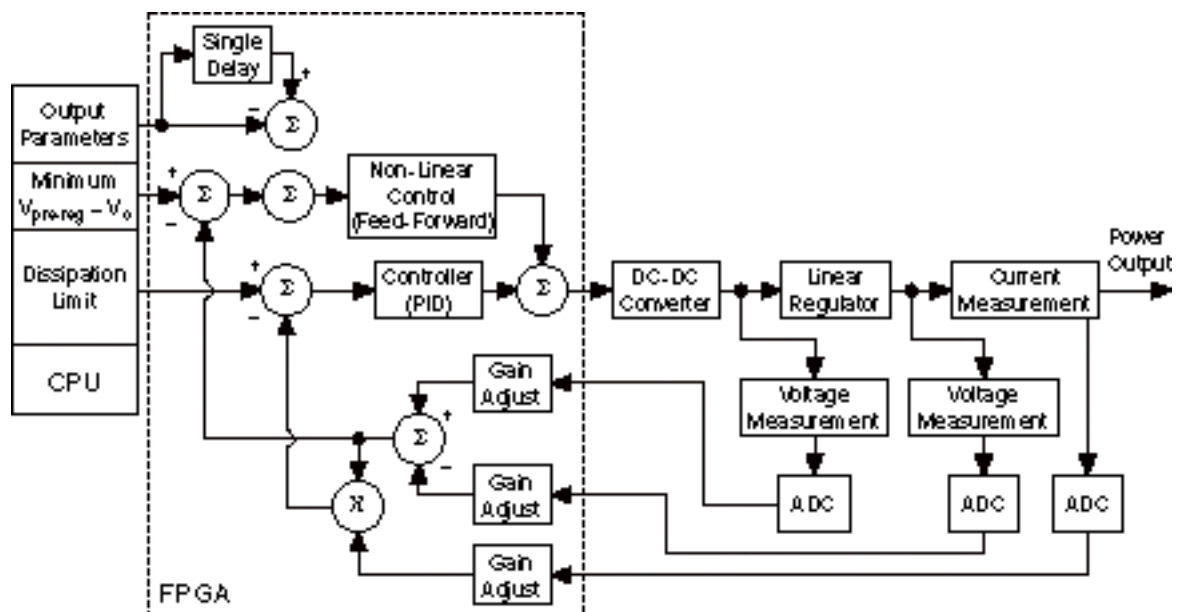 Single
Delay
+
−
Σ
Output
Parameters
Minimum
Vpre-reg − Vo
+
−
Σ
Σ
Non-Linear
Control
(Feed-Forward)
Dissipation
Limit
+
−
Σ
Controller
(PID)
Σ
DC-DC
Converter
Linear
Regulator
Current
Measurement
Power
Output
CPU
Gain
Adjust
Voltage
Measurement
Voltage
Measurement
+
−
Σ
X
Gain
Adjust
ADC
ADC
ADC
Gain
Adjust
FPGA